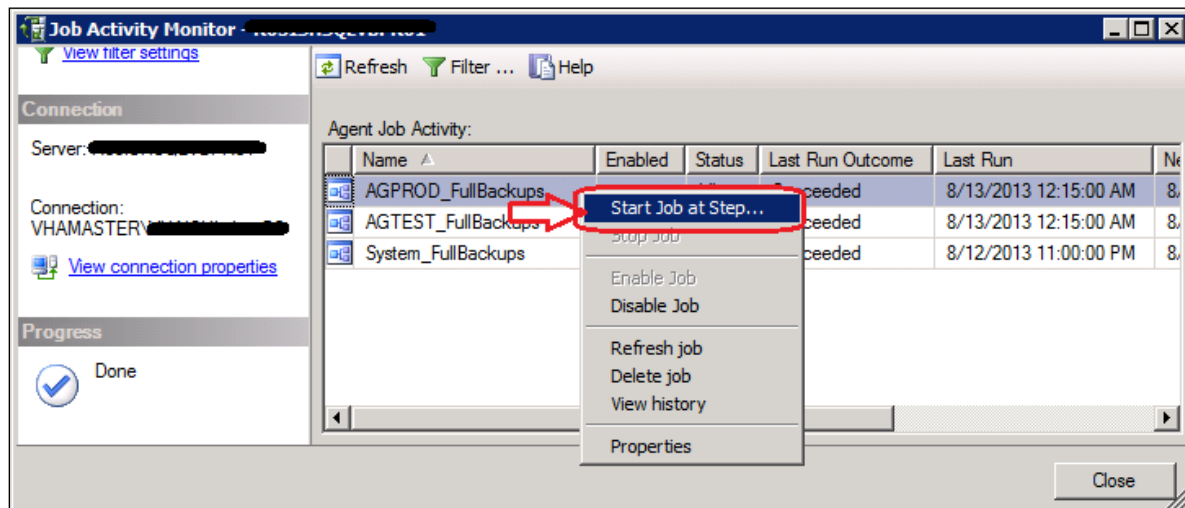 Job Activity Monitor -
View filter settings
Refresh Filter ... Help
Connection
Server:
Connection:
VHAMASTER\
View connection properties
Progress
Done
Agent Job Activity:
Name Enabled Status Last Run Outcome Last Run
AGPROD_FullBackups 8/13/2013 12:15:00 AM
AGTEST_FullBackups 8/13/2013 12:15:00 AM
System_FullBackups 8/12/2013 11:00:00 PM
Start Job at Step...
Stop Job
Enable Job
Disable Job
Refresh job
Delete job
View history
Properties
Close